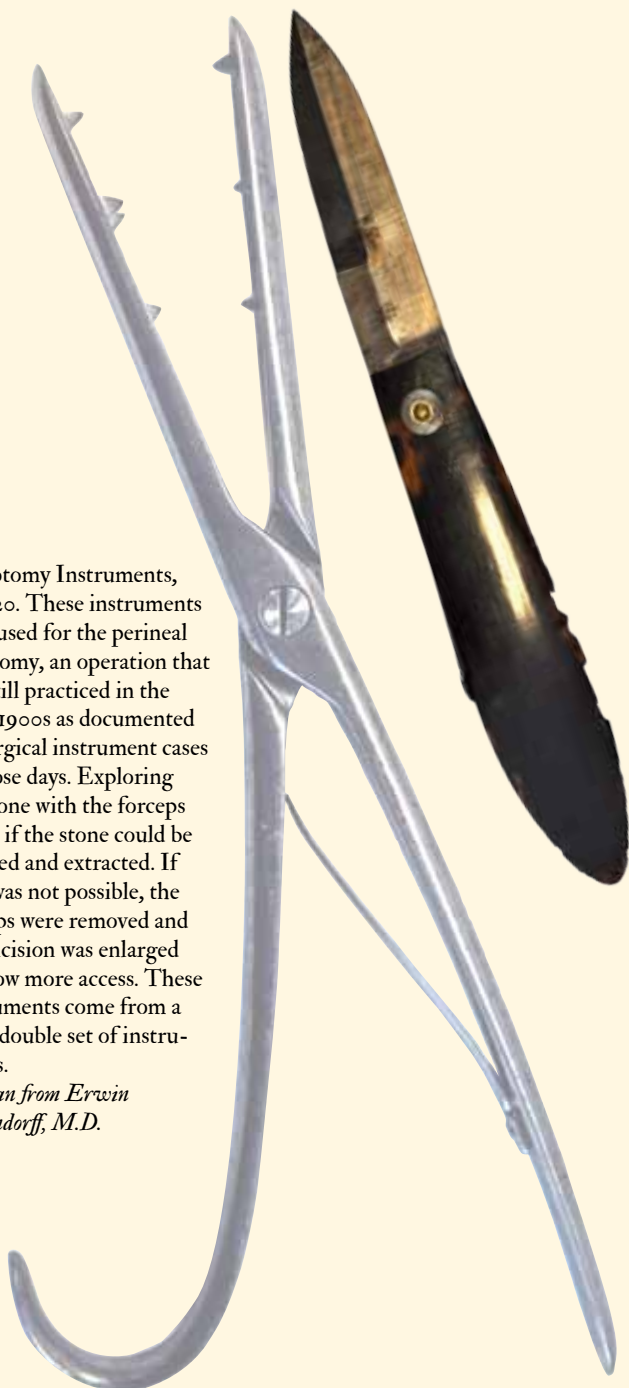 otomy Instruments,
20. These instruments
used for the perineal
omy, an operation that
till practiced in the
1900s as documented
rgical instrument cases
ose days. Exploring
one with the forceps
if the stone could be
ed and extracted. If
was not possible, the
ps were removed and
cision was enlarged
ow more access. These
uments come from a
double set of instru-
s.
an from Erwin
dorff, M.D.